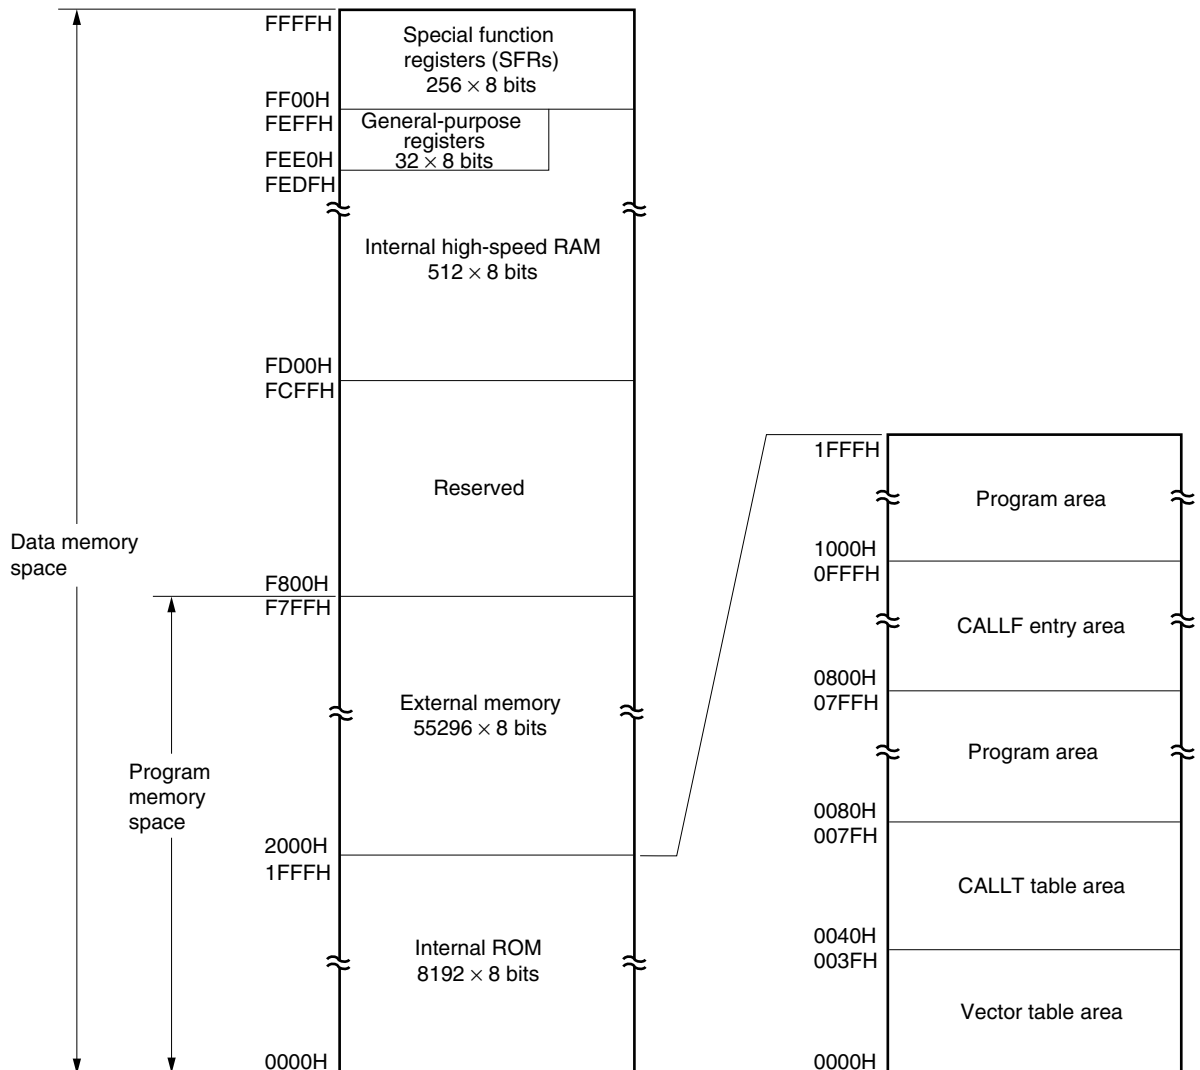 FFFFH
Special function
registers (SFRs)
256 × 8 bits
FF00H
FEFFH
General-purpose
registers
32 × 8 bits
FEE0H
FEDFH
Internal high-speed RAM
512 × 8 bits
FD00H
FCFFH
Reserved
Data memory
space
F800H
F7FFH
External memory
55296 × 8 bits
Program
memory
space
2000H
1FFFH
Internal ROM
8192 × 8 bits
0000H
1FFFH
Program area
1000H
0FFFH
CALLF entry area
0800H
07FFH
Program area
0080H
007FH
CALLT table area
0040H
003FH
Vector table area
0000H